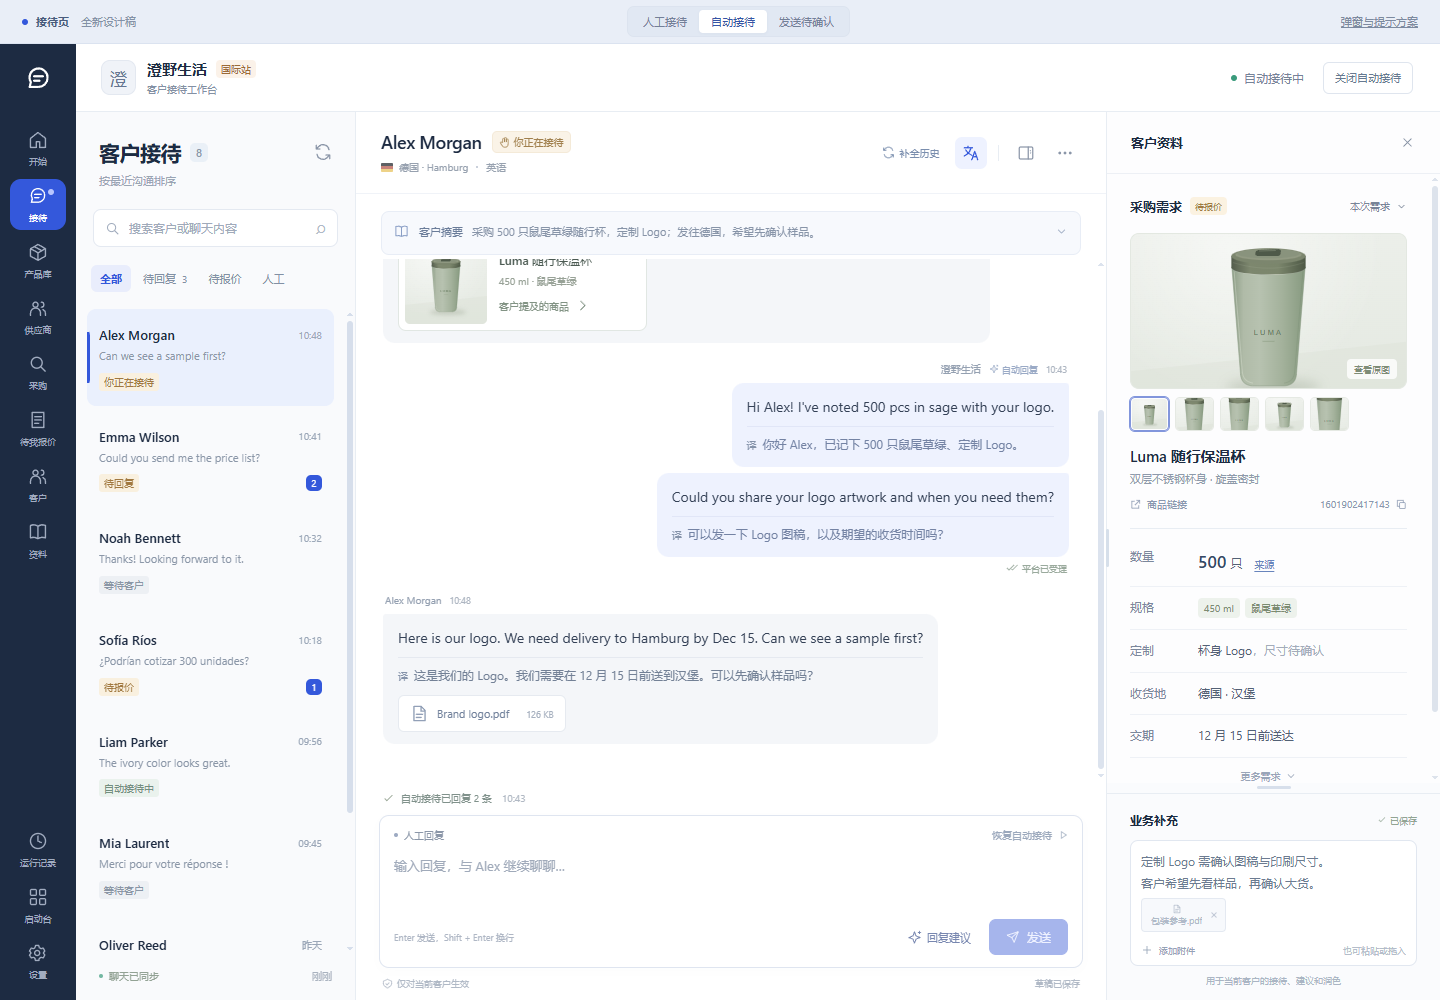 接待页 全新设计稿
人工接待 自动接待 发送待确认
弹窗与提示方案
澄 澄野生活 国际站
客户接待工作台
自动接待中 关闭自动接待
开始
接待
产品库
供应商
采购
待我报价
客户
资料
运行记录
启动台
设置
客户接待 8
按最近沟通排序
搜索客户或聊天内容
全部 待回复 3 待报价 人工
Alex Morgan 10:48
Can we see a sample first?
你正在接待
Emma Wilson 10:41
Could you send me the price list?
待回复 2
Noah Bennett 10:32
Thanks! Looking forward to it.
等待客户
Sofía Ríos 10:18
¿Podrían cotizar 300 unidades?
待报价 1
Liam Parker 09:56
The ivory color looks great.
自动接待中
Mia Laurent 09:45
Merci pour votre réponse !
等待客户
Oliver Reed 昨天
聊天已同步 刚刚
Alex Morgan 你正在接待
德国 · Hamburg · 英语
补全历史
客户摘要 采购 500 只鼠尾草绿随行杯，定制 Logo；发往德国，希望先确认样品。
Luma 随行保温杯
450 ml · 鼠尾草绿
客户提及的商品
澄野生活 自动回复 10:43
Hi Alex! I've noted 500 pcs in sage with your logo.
译 你好 Alex，已记下 500 只鼠尾草绿、定制 Logo。
Could you share your logo artwork and when you need them?
译 可以发一下 Logo 图稿，以及期望的收货时间吗？
平台已受理
Alex Morgan 10:48
Here is our logo. We need delivery to Hamburg by Dec 15. Can we see a sample first?
译 这是我们的 Logo。我们需要在 12 月 15 日前送到汉堡。可以先确认样品吗？
Brand logo.pdf 126 KB
自动接待已回复 2 条 10:43
人工回复 恢复自动接待
输入回复，与 Alex 继续聊聊...
Enter 发送，Shift + Enter 换行
回复建议 发送
仅对当前客户生效 草稿已保存
客户资料
采购需求 待报价 本次需求
LUMA
查看原图
Luma 随行保温杯
双层不锈钢杯身 · 旋盖密封
商品链接 1601902417143
数量 500 只 来源
规格 450 ml 鼠尾草绿
定制 杯身 Logo，尺寸待确认
收货地 德国 · 汉堡
交期 12 月 15 日前送达
更多需求
业务补充 已保存
定制 Logo 需确认图稿与印刷尺寸。
客户希望先看样品，再确认大货。
包装参考.pdf
添加附件 也可粘贴或拖入
用于当前客户的接待、建议和润色